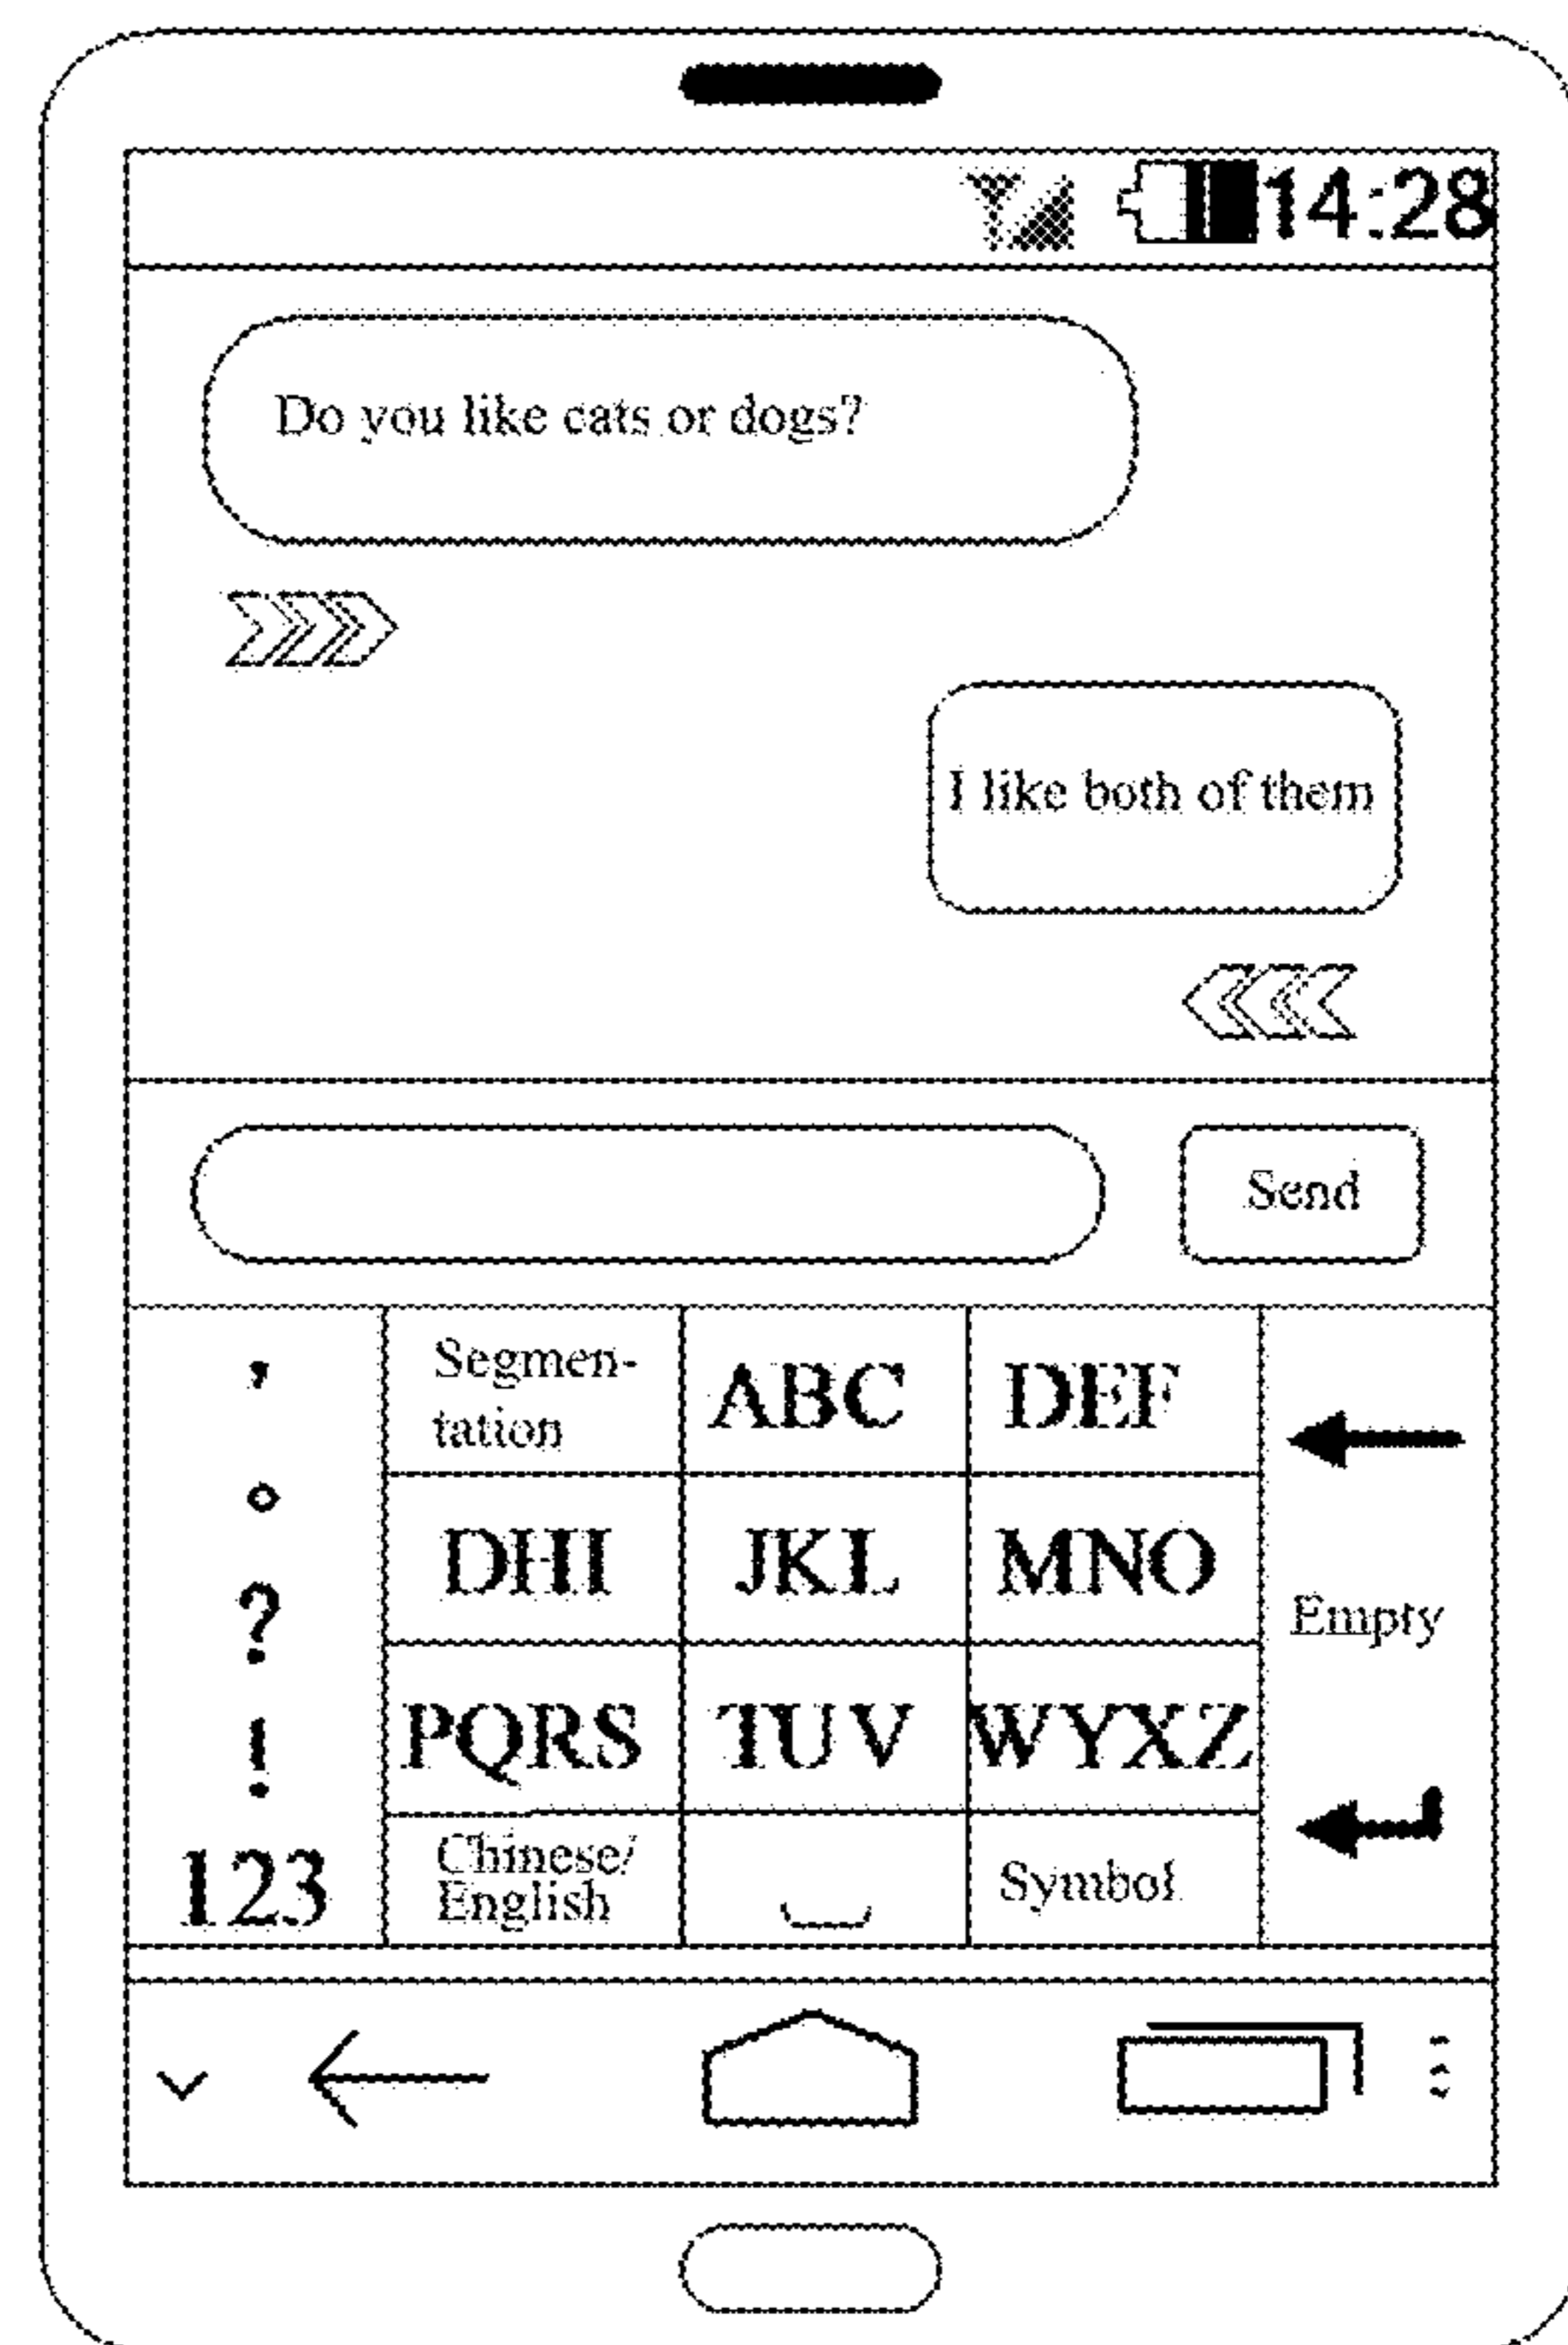 14:28
Do you like cats or dogs?
I like both of them
Send
,
Segmen-
tation
ABC
DEF
。
DHI
JKL
MNO
?
Empty
PQRS
TUV
WYXZ
!
123
Chinese/
English
Symbol